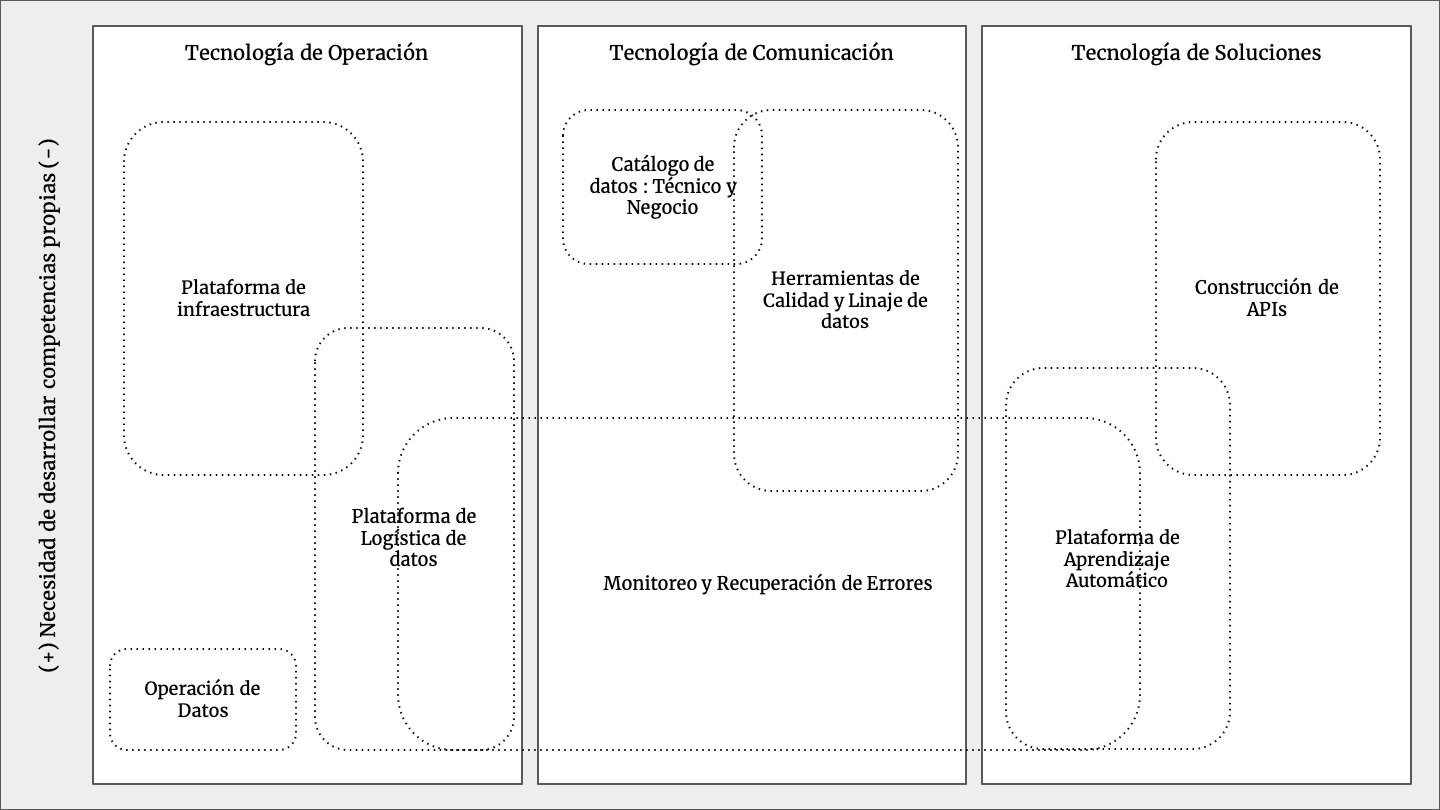 (+) Necesidad de desarrollar competencias propias (-)
Tecnología de Operación
Plataforma de
infraestructura
Plataforma de
Logística de
datos
Operación de
Datos
Tecnología de Comunicación
Catálogo de
datos : Técnico y
Negocio
Herramientas de
Calidad y Linaje de
datos
Monitoreo y Recuperación de Errores
Tecnología de Soluciones
Construcción de
APIs
Plataforma de
Aprendizaje
Automático